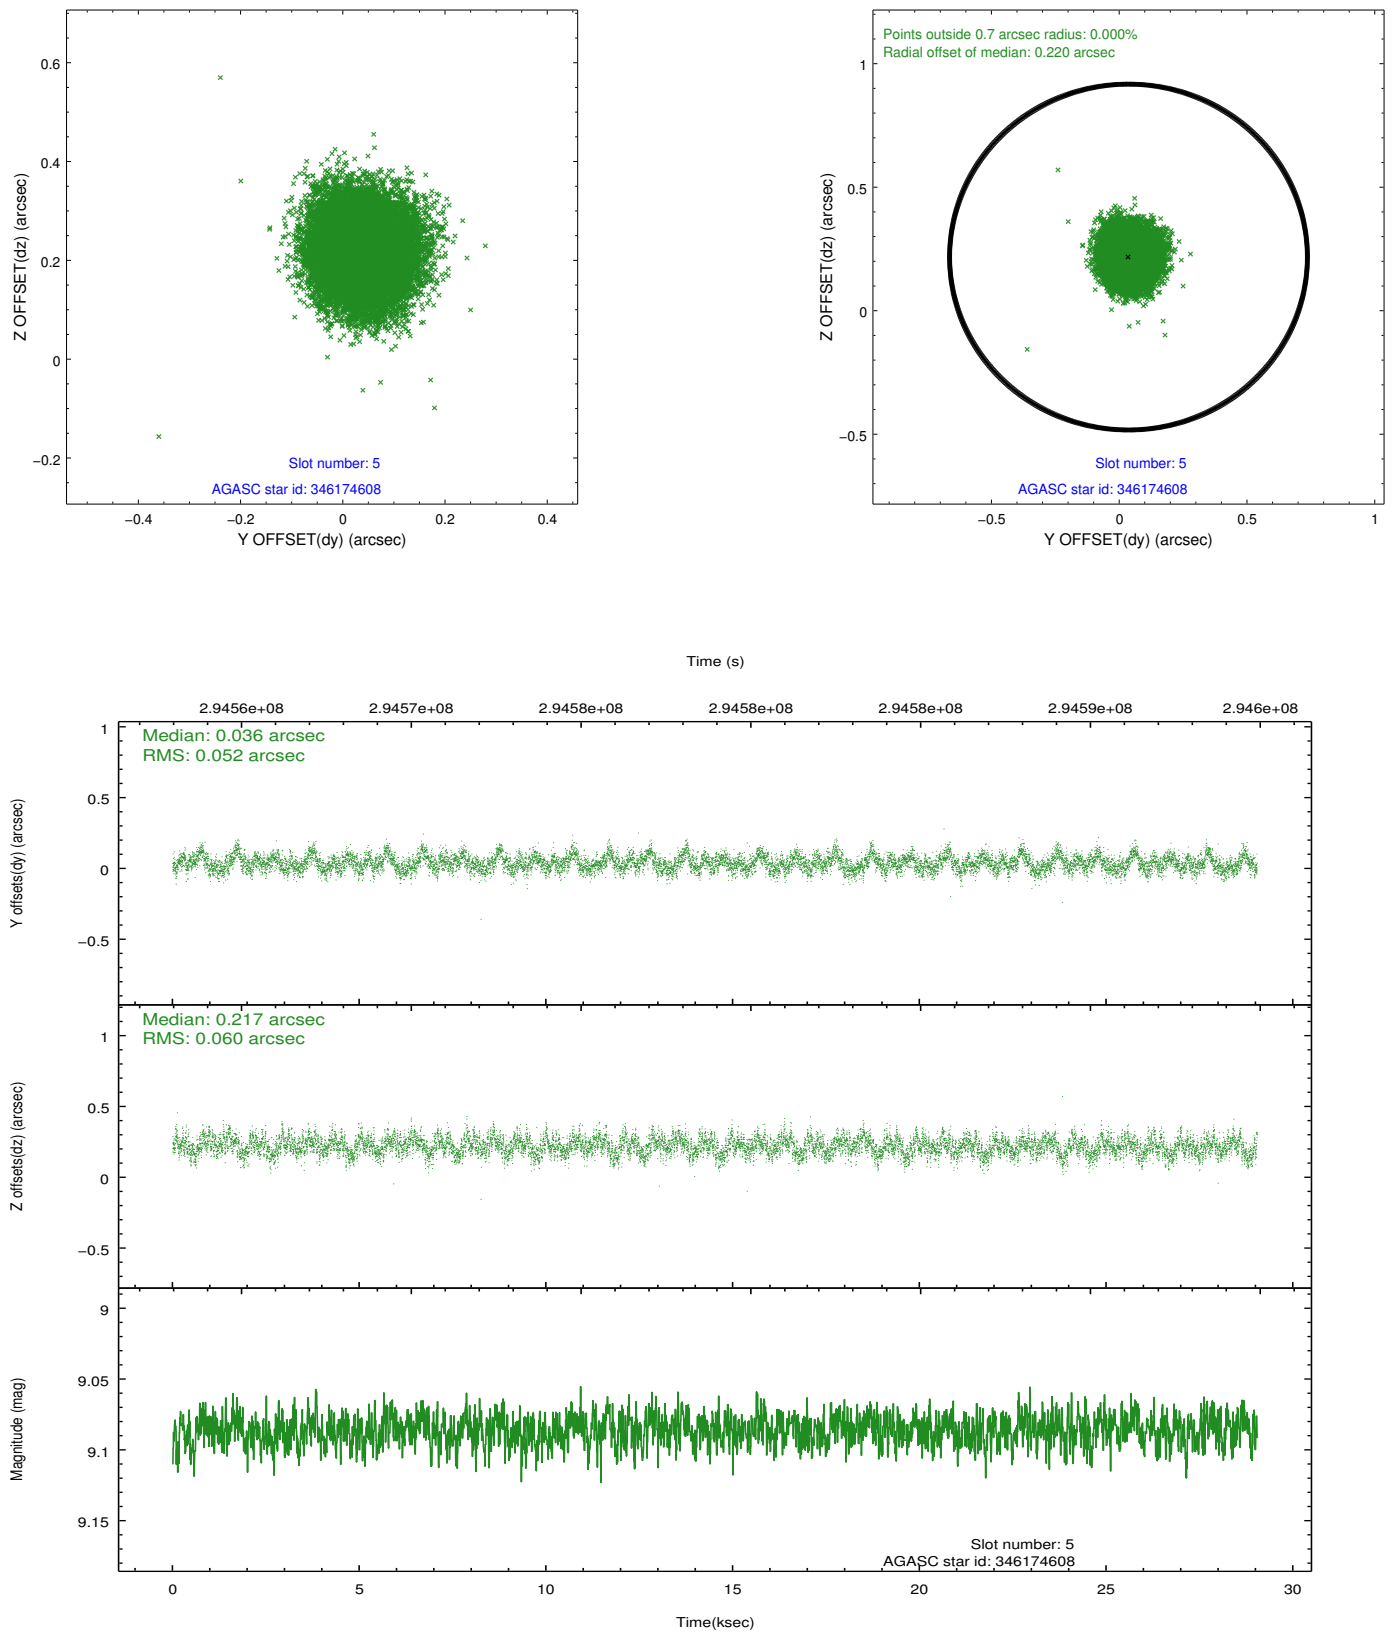 0.6
0.4
0.2
0
−0.2
Z OFFSET(dz) (arcsec)
Slot number: 5
AGASC star id: 346174608
−0.4 −0.2 0 0.2 0.4
Y OFFSET(dy) (arcsec)
Points outside 0.7 arcsec radius: 0.000%
Radial offset of median: 0.220 arcsec
1
0.5
0
−0.5
Z OFFSET(dz) (arcsec)
Slot number: 5
AGASC star id: 346174608
−0.5 0 0.5 1
Y OFFSET(dy) (arcsec)
Time (s)
2.9456e+08 2.9457e+08 2.9458e+08 2.9458e+08 2.9458e+08 2.9459e+08 2.946e+08
Median: 0.036 arcsec
RMS: 0.052 arcsec
1
0.5
0
−0.5
Y offsets(dy) (arcsec)
Median: 0.217 arcsec
RMS: 0.060 arcsec
1
0.5
0
−0.5
Z offsets(dz) (arcsec)
9
9.05
9.1
9.15
Magnitude (mag)
Slot number: 5
AGASC star id: 346174608
0 5 10 15 20 25 30
Time(ksec)